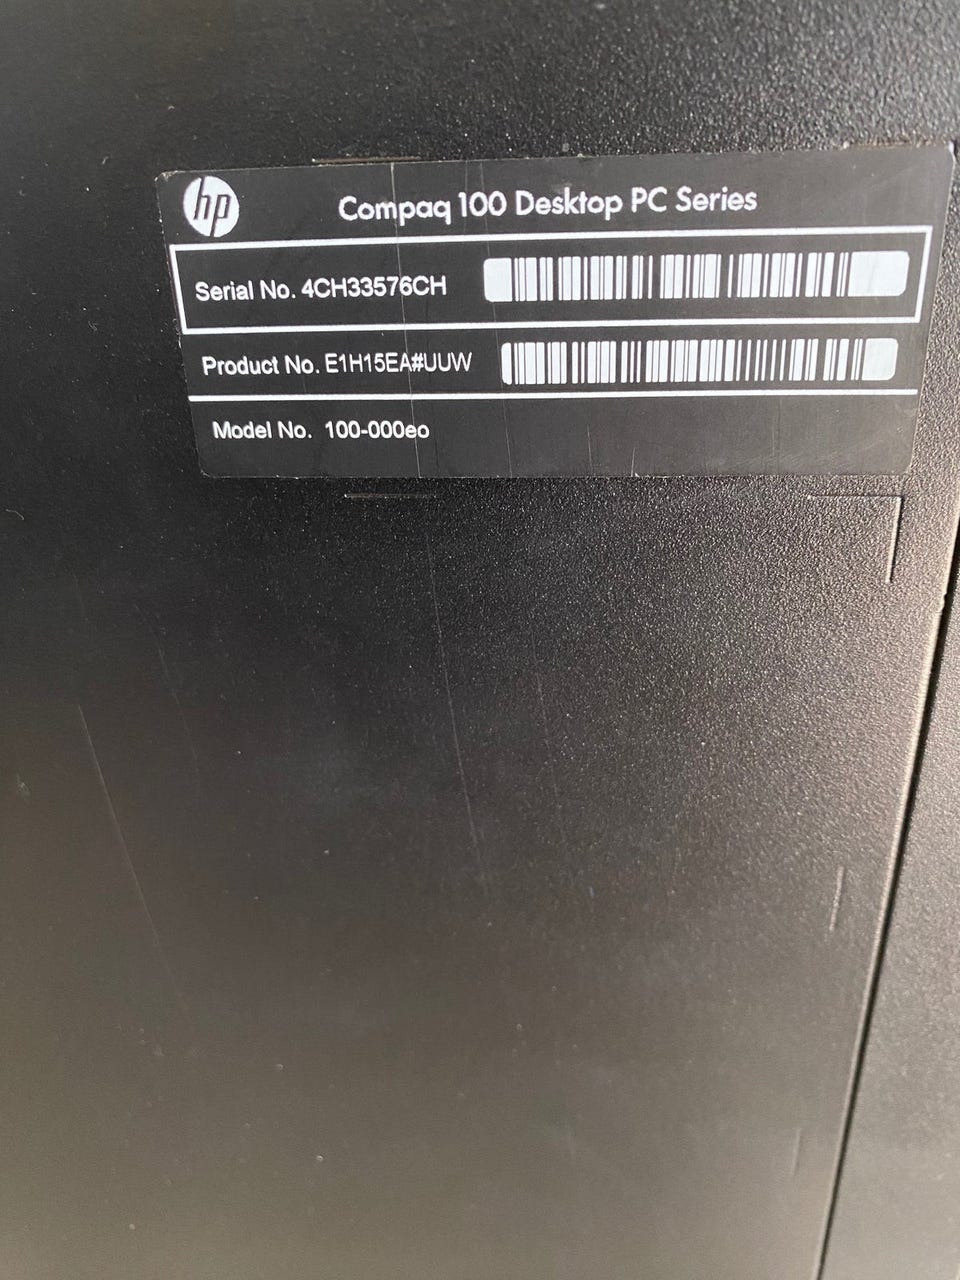 hp
Compaq 100 Desktop PC Series
Serial No. 4CH33576CH
Product No. E1H15EA#UUW
Model No. 100-000eo